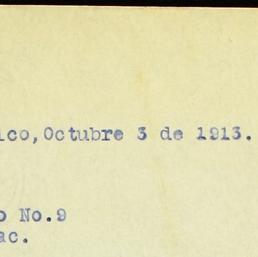 ico, Octubre 3 de 1913.
o No.9
ac.